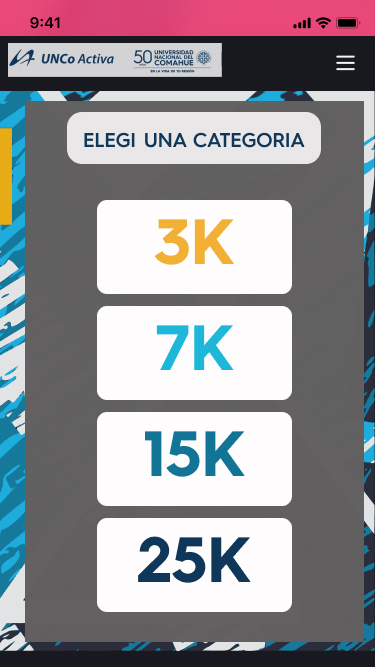 9:41
UNCo Activa
50 UNIVERSIDAD
NACIONAL DEL
COMAHUE
EN LA VIDA DE TU REGIÓN
ELEGI UNA CATEGORIA
3K
7K
15K
25K